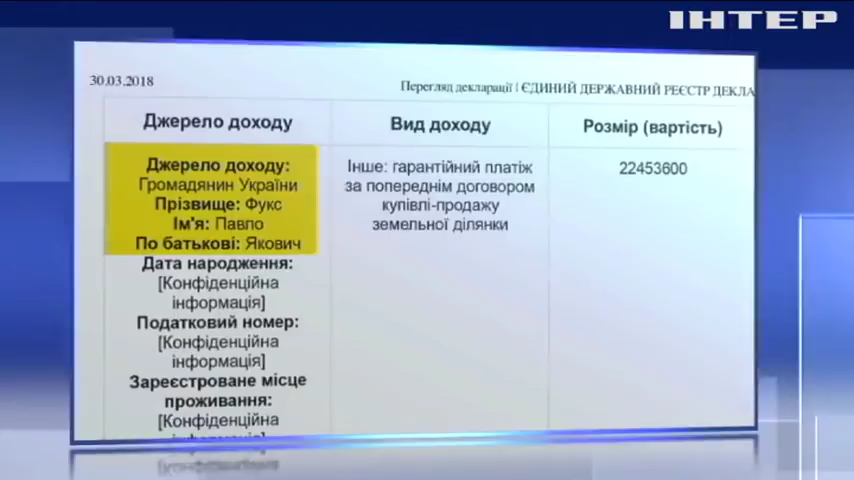 ІНТЕР
30.03.2018
Перегляд декларації | ЄДИНИЙ ДЕРЖАВНИЙ РЕЄСТР ДЕКЛА
Джерело доходу
Вид доходу
Розмір (вартість)
Джерело доходу:
Громадянин України
Прізвище: Фукс
Ім'я: Павло
По батькові: Якович
Дата народження:
[Конфіденційна
інформація]
Податковий номер:
[Конфіденційна
інформація]
Зареєстроване місце
проживання:
[Конфіденційна
інформація]
Інше: гарантійний платіж
за попереднім договором
купівлі-продажу
земельної ділянки
22453600